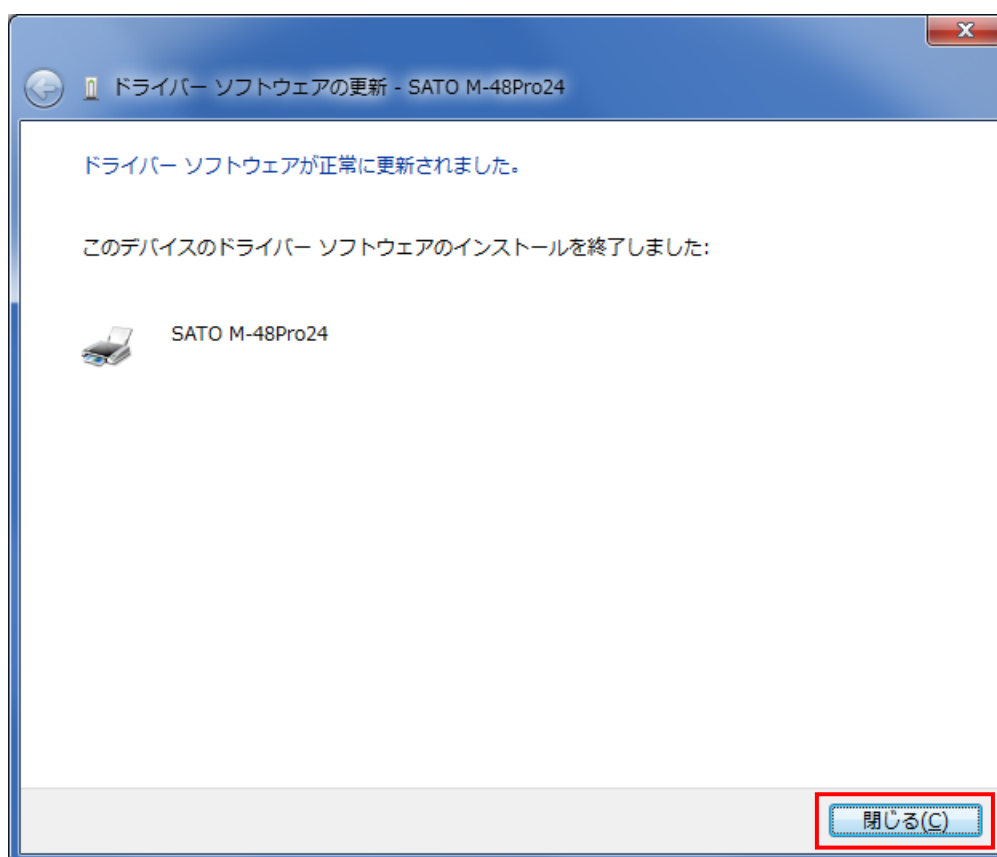 ドライバー ソフトウェアの更新 - SATO M-48Pro24
ドライバー ソフトウェアが正常に更新されました。
このデバイスのドライバー ソフトウェアのインストールを終了しました:
SATO M-48Pro24
閉じる(C)